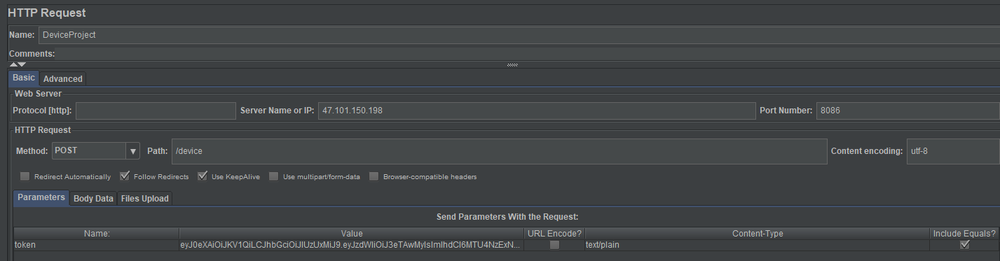 HTTP Request
Name: DeviceProject
Comments:
Basic Advanced
Web Server
Protocol [http]: Server Name or IP: 47.101.150.198 Port Number: 8086
HTTP Request
Method: POST Path: /device Content encoding: utf-8
Redirect Automatically Follow Redirects Use KeepAlive Use multipart/form-data Browser-compatible headers
Parameters Body Data Files Upload
Send Parameters With the Request:
Name: Value URL Encode? Content-Type Include Equals?
token text/plain